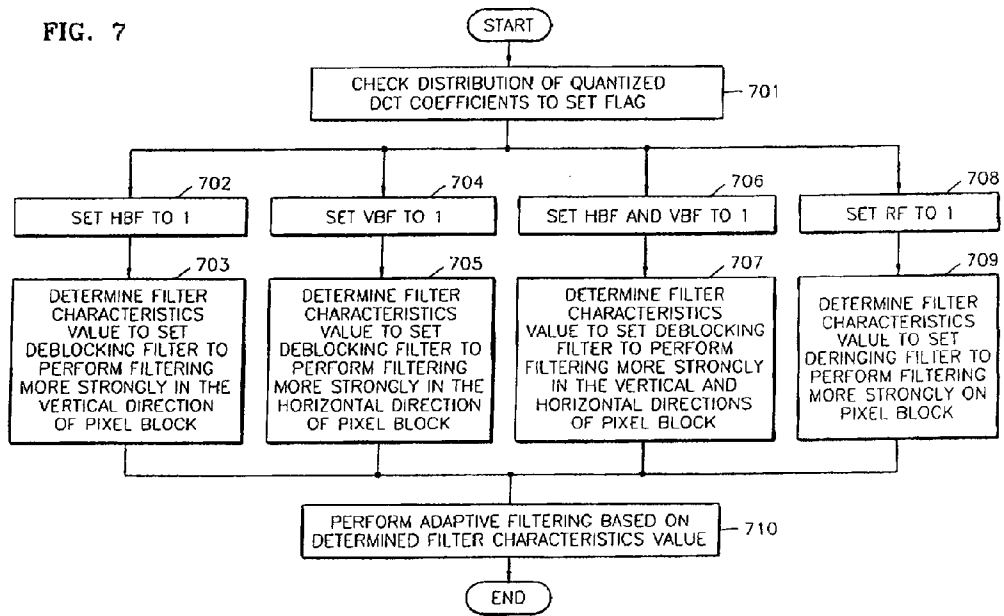 FIG. 7
START
CHECK DISTRIBUTION OF QUANTIZED
DCT COEFFICIENTS TO SET FLAG
701
702
SET HBF TO 1
704
SET VBF TO 1
706
SET HBF AND VBF TO 1
708
SET RF TO 1
703
DETERMINE FILTER
CHARACTERISTICS
VALUE TO SET
DEBLOCKING FILTER TO
PERFORM FILTERING
MORE STRONGLY IN THE
VERTICAL DIRECTION
OF PIXEL BLOCK
705
DETERMINE FILTER
CHARACTERISTICS
VALUE TO SET
DEBLOCKING FILTER TO
PERFORM FILTERING
MORE STRONGLY IN THE
HORIZONTAL DIRECTION
OF PIXEL BLOCK
707
DETERMINE FILTER
CHARACTERISTICS
VALUE TO SET DEBLOCKING
FILTER TO PERFORM
FILTERING MORE STRONGLY
IN THE VERTICAL AND
HORIZONTAL DIRECTIONS
OF PIXEL BLOCK
709
DETERMINE FILTER
CHARACTERISTICS
VALUE TO SET
DERINGING FILTER TO
PERFORM FILTERING
MORE STRONGLY ON
PIXEL BLOCK
PERFORM ADAPTIVE FILTERING BASED ON
DETERMINED FILTER CHARACTERISTICS VALUE
710
END